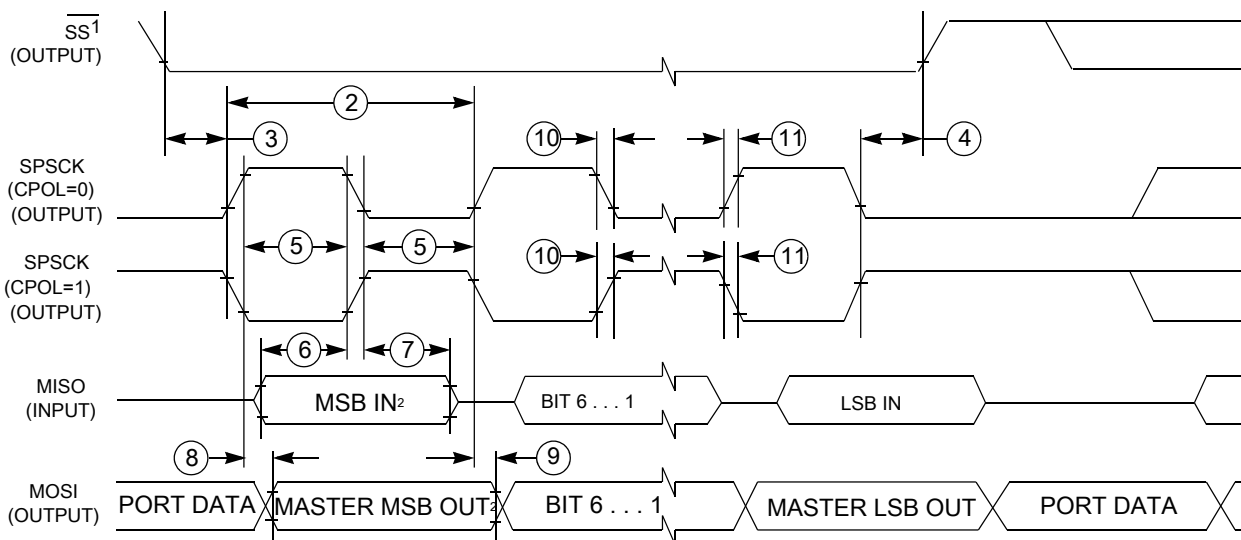 SS1
(OUTPUT)
2
3
10
11
4
SPSCK
(CPOL=0)
(OUTPUT)
5
5
SPSCK
(CPOL=1)
(OUTPUT)
10
11
6
7
MISO
(INPUT)
MSB IN2
BIT 6 . . . 1
LSB IN
8
9
MOSI
(OUTPUT)
PORT DATA
MASTER MSB OUT2
BIT 6 . . . 1
MASTER LSB OUT
PORT DATA